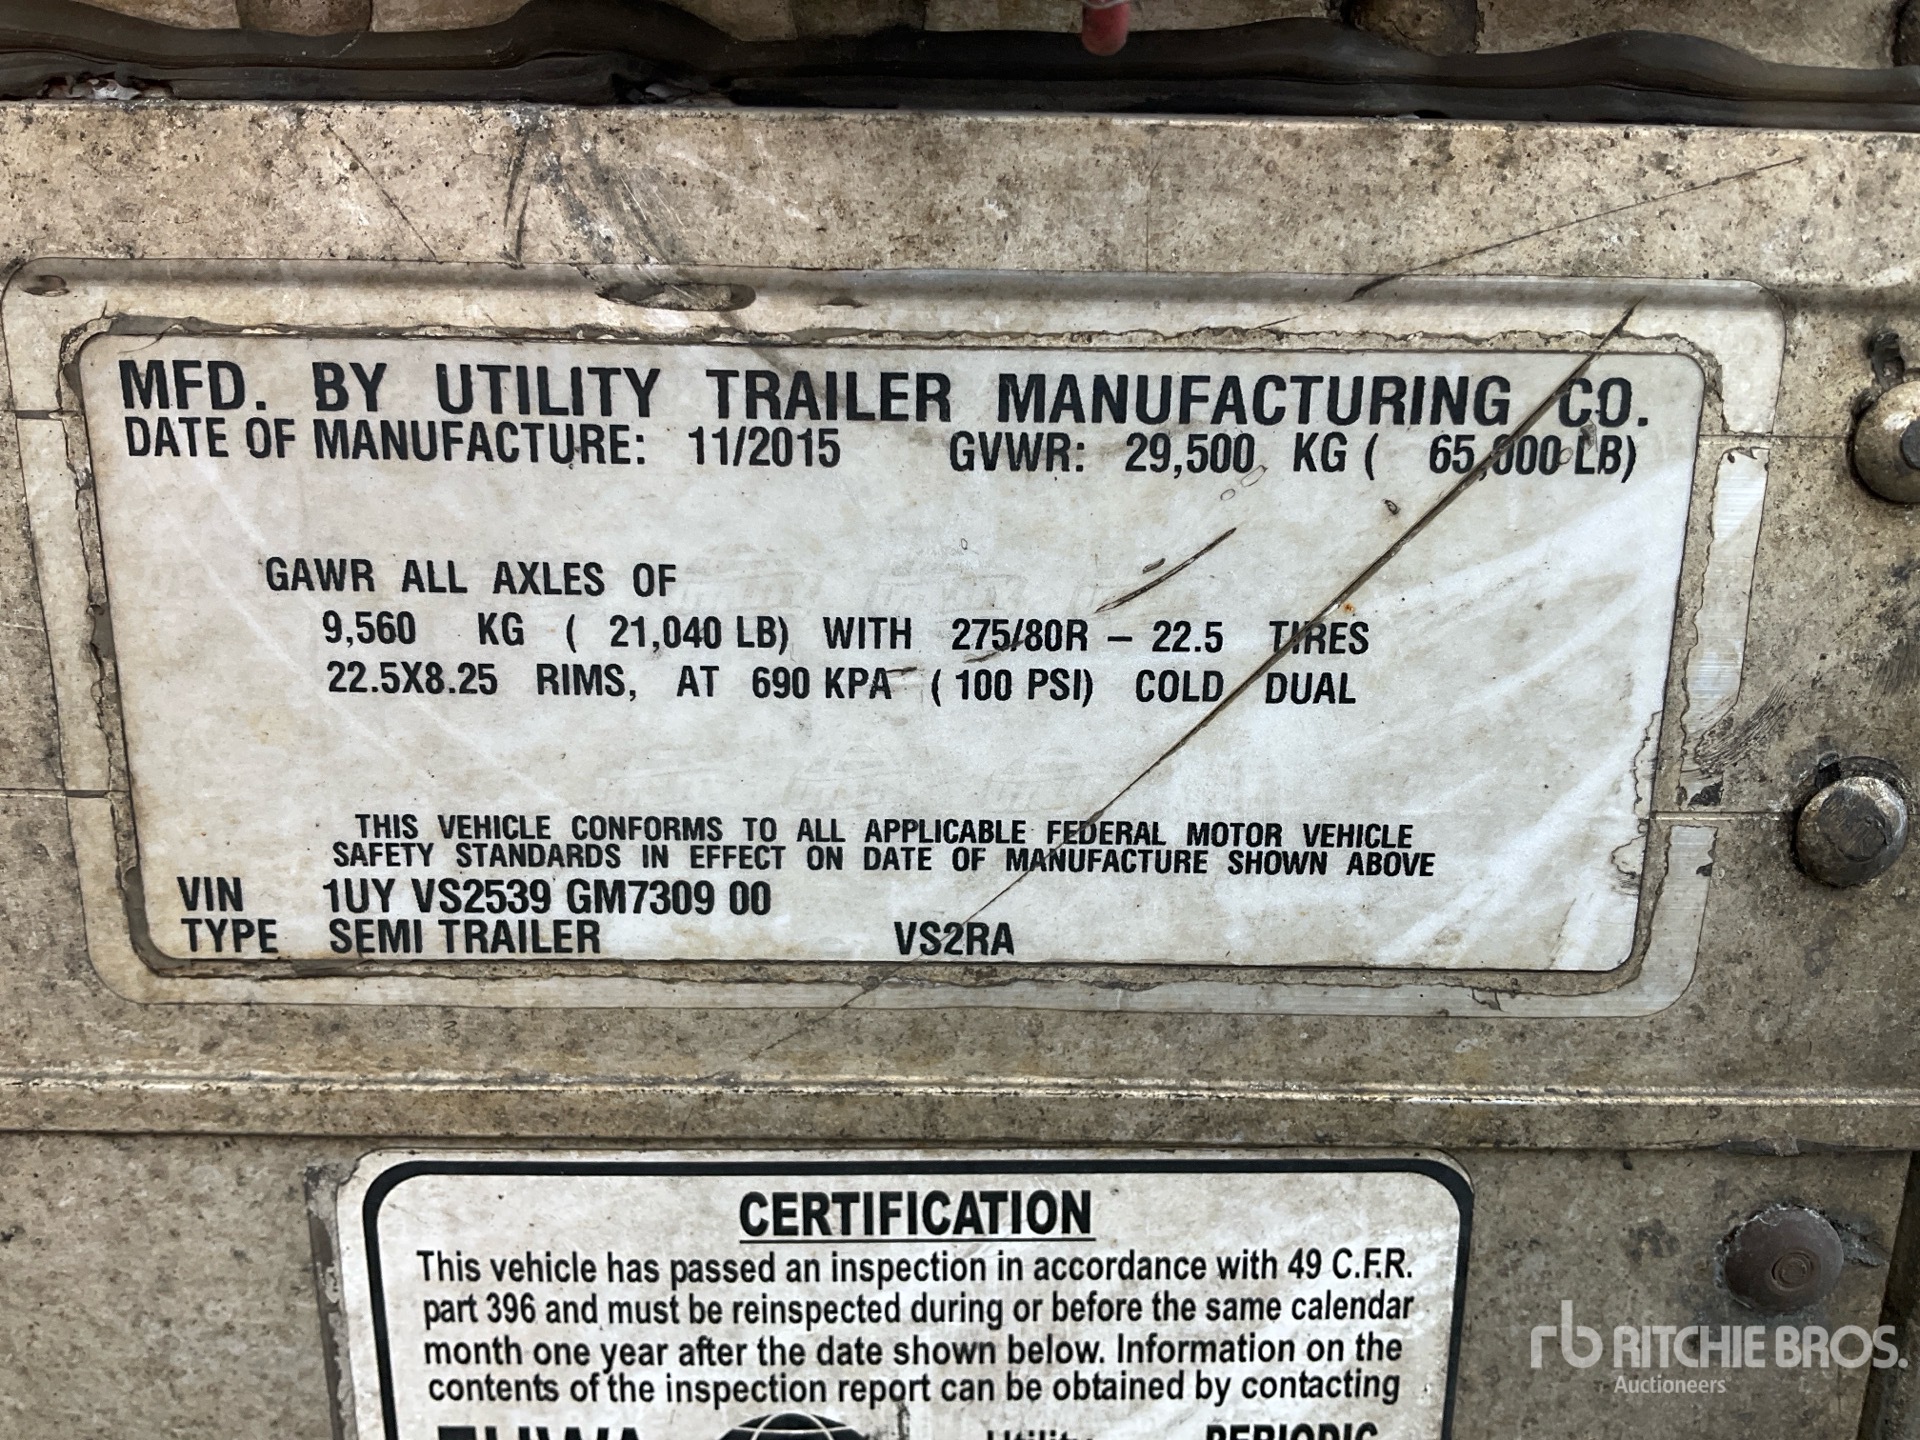 MFD. BY UTILITY TRAILER MANUFACTURING CO.
DATE OF MANUFACTURE: 11/2015 GVWR: 29,500 KG ( 65,000 LB)
GAWR ALL AXLES OF
9,560 KG ( 21,040 LB) WITH 275/80R – 22.5 TIRES
22.5X8.25 RIMS, AT 690 KPA ( 100 PSI) COLD DUAL
THIS VEHICLE CONFORMS TO ALL APPLICABLE FEDERAL MOTOR VEHICLE
SAFETY STANDARDS IN EFFECT ON DATE OF MANUFACTURE SHOWN ABOVE
VIN 1UY VS2539 GM7309 00
TYPE SEMI TRAILER VS2RA
CERTIFICATION
This vehicle has passed an inspection in accordance with 49 C.F.R.
part 396 and must be reinspected during or before the same calendar
month one year after the date shown below. Information on the
contents of the inspection report can be obtained by contacting
Utility PERIODIC
rb RITCHIE BROS.
Auctioneers